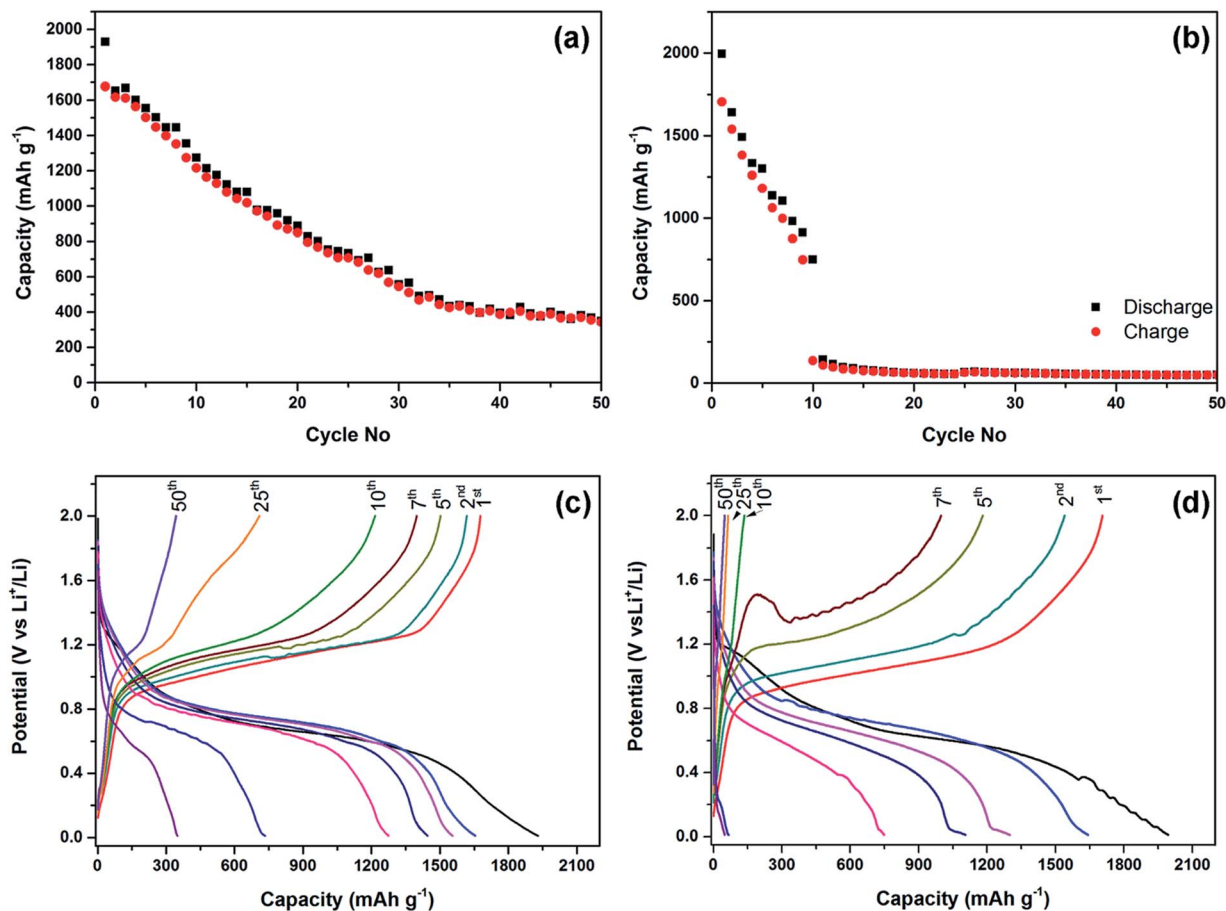 (a)
Capacity (mAh g⁻¹)
2000
1800
1600
1400
1200
1000
800
600
400
200
0
0 10 20 30 40 50
Cycle No
(b)
Capacity (mAh g⁻¹)
2000
1500
1000
500
0
Discharge
Charge
0 10 20 30 40 50
Cycle No
(c)
50th 25th 10th 7th 5th 2nd 1st
Potential (V vs Li⁺/Li)
2.0
1.6
1.2
0.8
0.4
0.0
0 300 600 900 1200 1500 1800 2100
Capacity (mAh g⁻¹)
(d)
50th 25th 10th 7th 5th 2nd 1st
Potential (V vsLi⁺/Li)
2.0
1.6
1.2
0.8
0.4
0.0
0 300 600 900 1200 1500 1800 2100
Capacity (mAh g⁻¹)